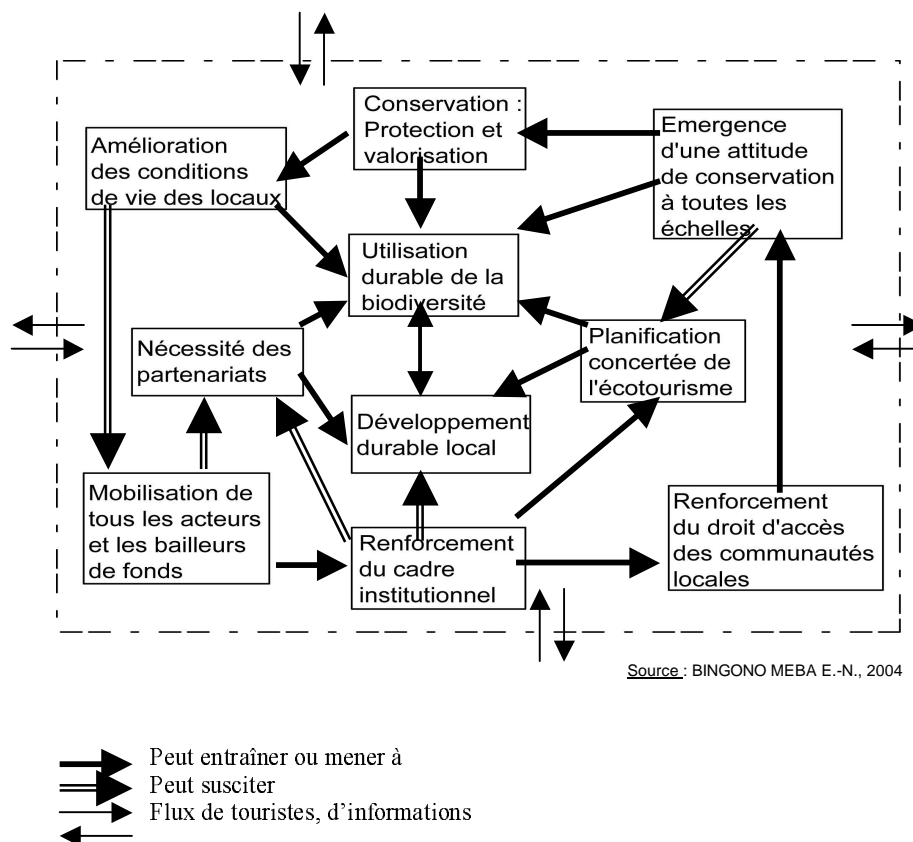 Conservation :
Protection et
valorisation
Emergence
d'une attitude
de conservation
à toutes les
échelles
Amélioration
des conditions
de vie des locaux
Utilisation
durable de la
biodiversité
Nécessité des
partenariats
Planification
concertée de
l'écotourisme
Développement
durable local
Mobilisation de
tous les acteurs
et les bailleurs
de fonds
Renforcement
du cadre
institutionnel
Renforcement
du droit d'accès
des communautés
locales
Source : BINGONO MEBA E.-N., 2004
Peut entraîner ou mener à
Peut susciter
Flux de touristes, d'informations